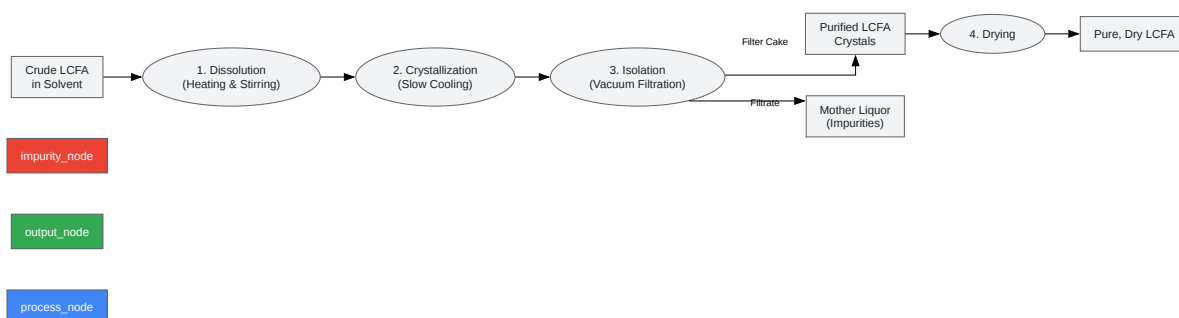 Crude LCFA
in Solvent
1. Dissolution
(Heating & Stirring)
2. Crystallization
(Slow Cooling)
3. Isolation
(Vacuum Filtration)
Filter Cake
Filtrate
Purified LCFA
Crystals
Mother Liquor
(Impurities)
4. Drying
Pure, Dry LCFA
impurity_node
output_node
process_node